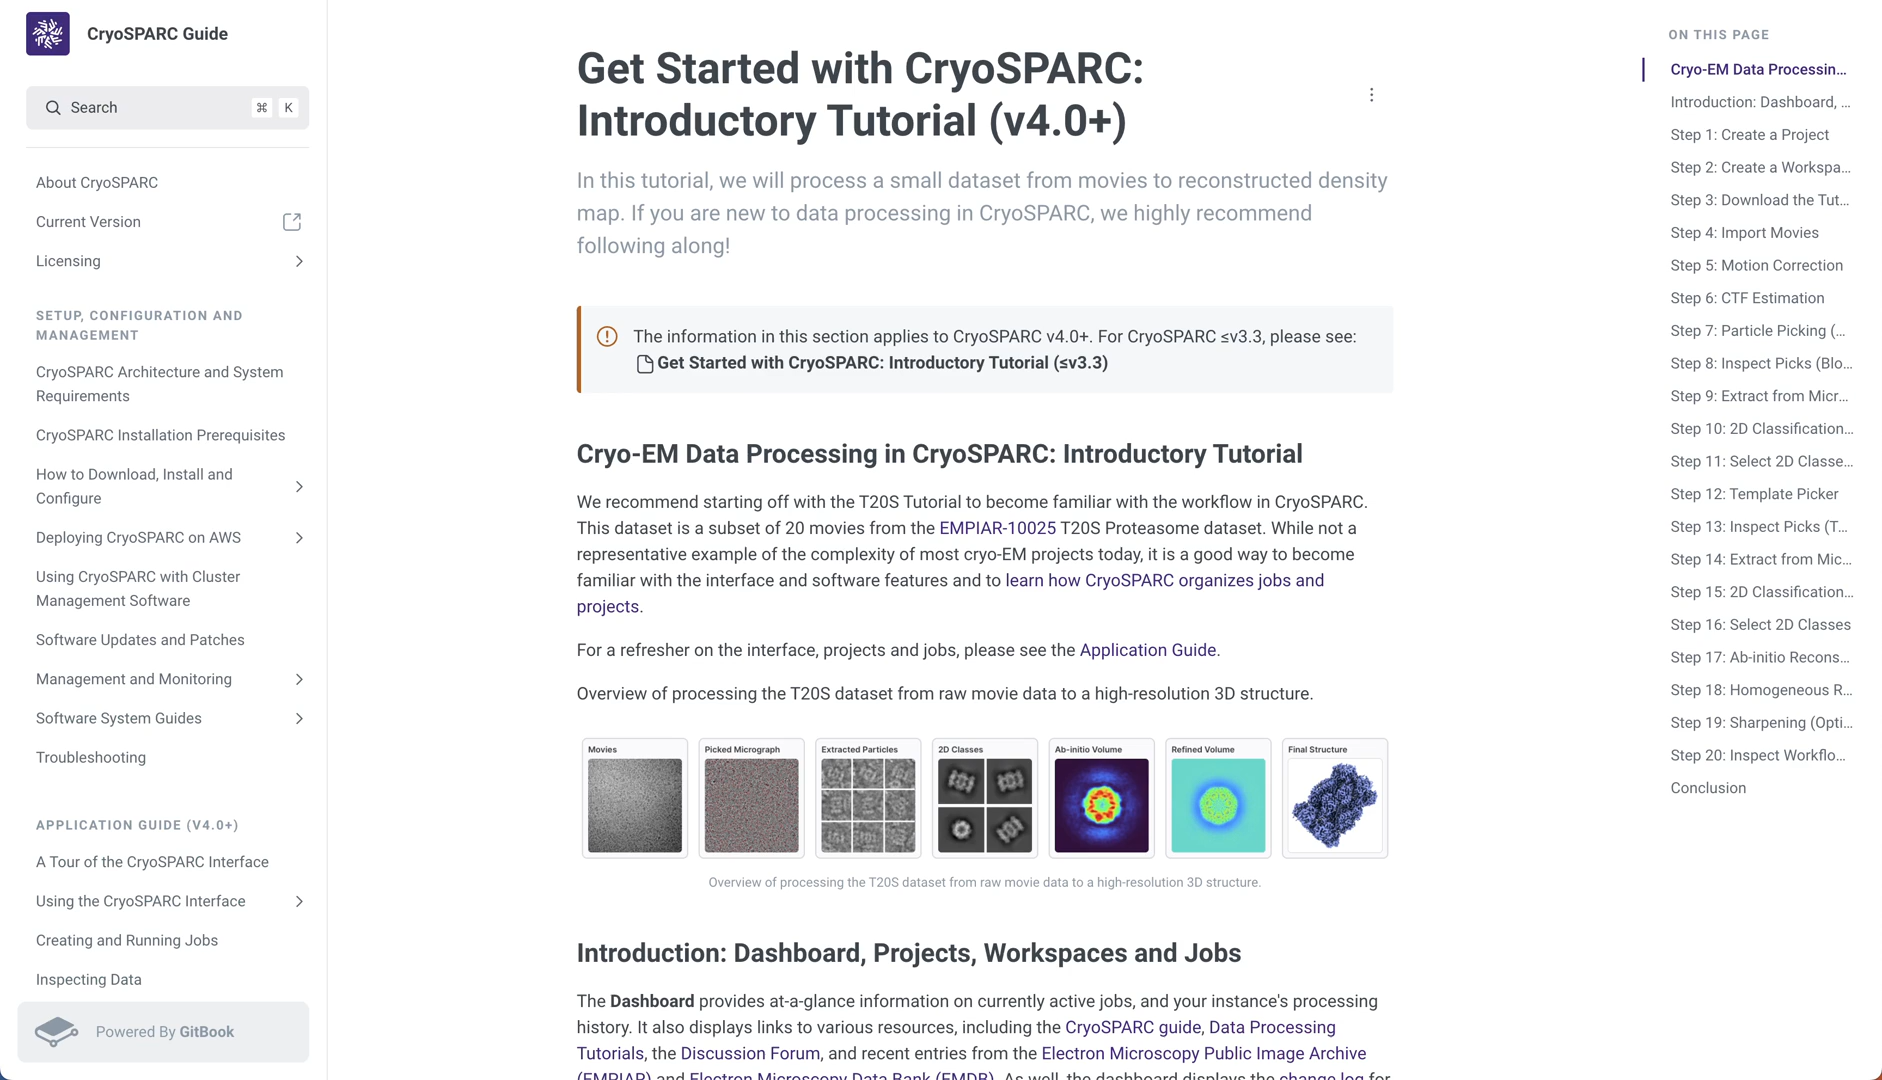 CryoSPARC Guide
Search
⌘ K
About CryoSPARC
Current Version
Licensing
SETUP, CONFIGURATION AND
MANAGEMENT
CryoSPARC Architecture and System
Requirements
CryoSPARC Installation Prerequisites
How to Download, Install and
Configure
Deploying CryoSPARC on AWS
Using CryoSPARC with Cluster
Management Software
Software Updates and Patches
Management and Monitoring
Software System Guides
Troubleshooting
APPLICATION GUIDE (V4.0+)
A Tour of the CryoSPARC Interface
Using the CryoSPARC Interface
Creating and Running Jobs
Inspecting Data
Powered By GitBook
Get Started with CryoSPARC:
Introductory Tutorial (v4.0+)
In this tutorial, we will process a small dataset from movies to reconstructed density
map. If you are new to data processing in CryoSPARC, we highly recommend
following along!
The information in this section applies to CryoSPARC v4.0+. For CryoSPARC ≤v3.3, please see:
Get Started with CryoSPARC: Introductory Tutorial (≤v3.3)
Cryo-EM Data Processing in CryoSPARC: Introductory Tutorial
We recommend starting off with the T20S Tutorial to become familiar with the workflow in CryoSPARC.
This dataset is a subset of 20 movies from the EMPIAR-10025 T20S Proteasome dataset. While not a
representative example of the complexity of most cryo-EM projects today, it is a good way to become
familiar with the interface and software features and to learn how CryoSPARC organizes jobs and
projects.
For a refresher on the interface, projects and jobs, please see the Application Guide.
Overview of processing the T20S dataset from raw movie data to a high-resolution 3D structure.
Movies
Picked Micrograph
Extracted Particles
2D Classes
Ab-initio Volume
Refined Volume
Final Structure
Overview of processing the T20S dataset from raw movie data to a high-resolution 3D structure.
Introduction: Dashboard, Projects, Workspaces and Jobs
The Dashboard provides at-a-glance information on currently active jobs, and your instance's processing
history. It also displays links to various resources, including the CryoSPARC guide, Data Processing
Tutorials, the Discussion Forum, and recent entries from the Electron Microscopy Public Image Archive
(EMPIAR) and Electron Microscopy Data Bank (EMDB). As well, the dashboard displays the change log for
ON THIS PAGE
Cryo-EM Data Processin...
Introduction: Dashboard, ...
Step 1: Create a Project
Step 2: Create a Workspa...
Step 3: Download the Tut...
Step 4: Import Movies
Step 5: Motion Correction
Step 6: CTF Estimation
Step 7: Particle Picking (...
Step 8: Inspect Picks (Blo...
Step 9: Extract from Micr...
Step 10: 2D Classification...
Step 11: Select 2D Classe...
Step 12: Template Picker
Step 13: Inspect Picks (T...
Step 14: Extract from Mic...
Step 15: 2D Classification...
Step 16: Select 2D Classes
Step 17: Ab-initio Recons...
Step 18: Homogeneous R...
Step 19: Sharpening (Opti...
Step 20: Inspect Workflo...
Conclusion